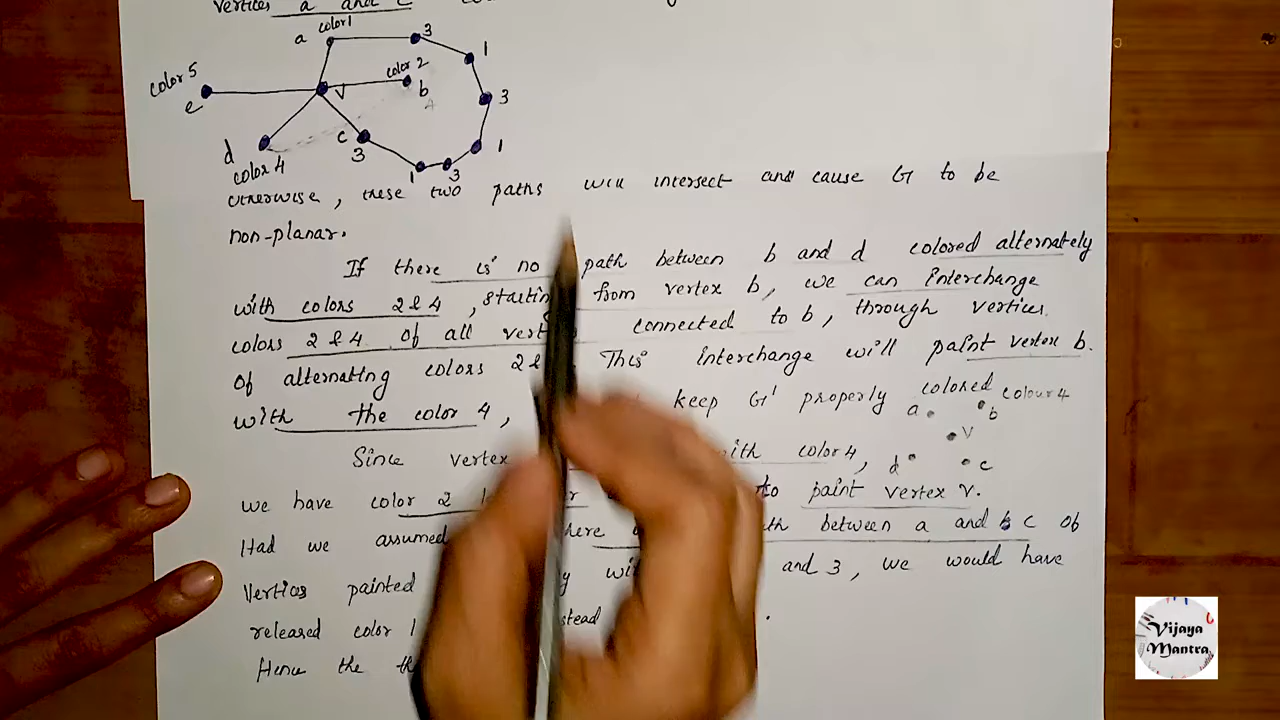 vertices a and c
a color1 3
1
color 5
color 2
e v b
3
c 1
d 3
color 4 1 3
otherwise, these two paths will intersect and cause G to be
non-planar.
If there is no path between b and d colored alternately
with colors 2 & 4, starting from vertex b, we can interchange
colors 2 & 4 of all connected to b, through vertices
of alternating colors 2 & This interchange will paint vertex b.
with the color 4, keep G' properly colored
colour 4
a b
v
d c
Since vertex with color 4,
we have color 2 to paint vertex v.
Had we assumed between a and c of
vertices painted and 3, we would have
released color 1
Hence the
Vijaya
Mantra